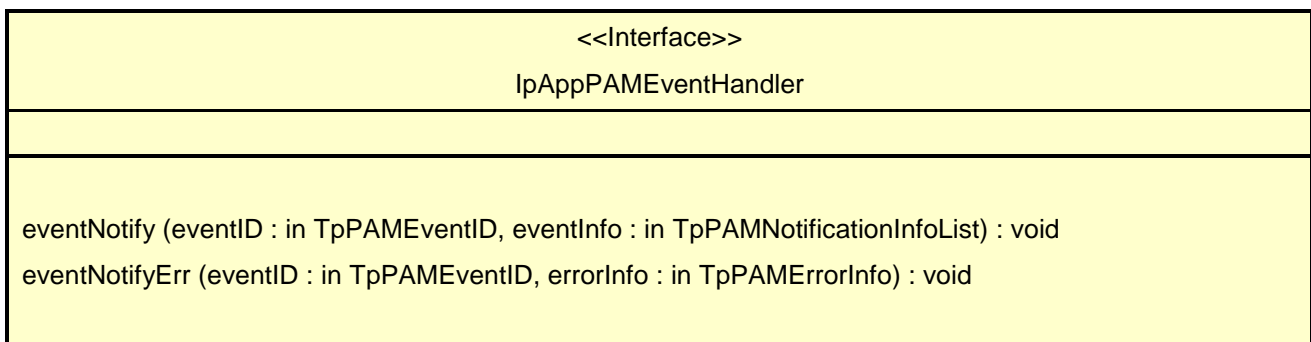 <<Interface>>
IpAppPAMEventHandler
eventNotify (eventID : in TpPAMEventID, eventInfo : in TpPAMNotificationInfoList) : void
eventNotifyErr (eventID : in TpPAMEventID, errorInfo : in TpPAMErrorInfo) : void